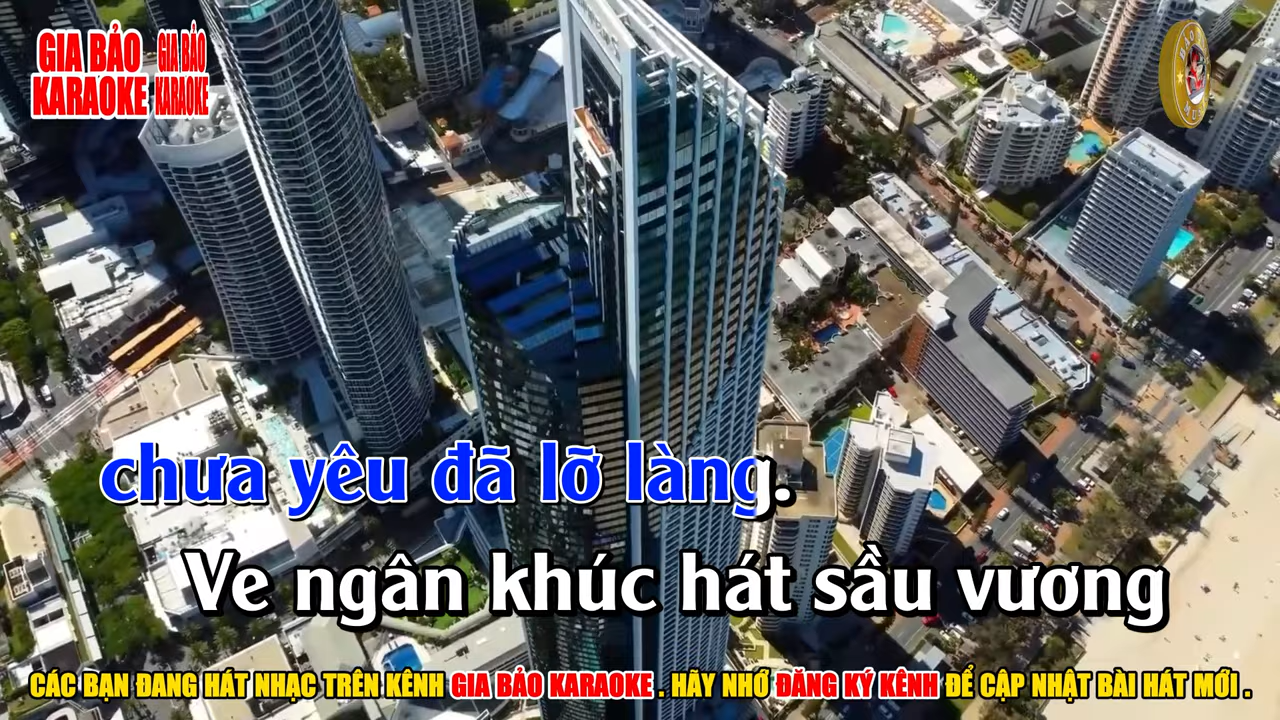 GIA BẢO
KARAOKE
GIA BẢO
KARAOKE
chưa yêu đã lỡ làng.
Ve ngân khúc hát sầu vương
CÁC BẠN ĐANG HÁT NHẠC TRÊN KÊNH GIA BẢO KARAOKE . HÃY NHỚ ĐĂNG KÝ KÊNH ĐỂ CẬP NHẬT BÀI HÁT MỚI .